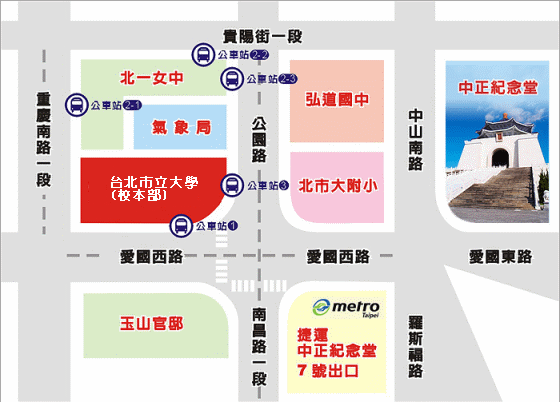 貴陽街一段
公車站2-2
北一女中
公車站2-3
弘道國中
中正紀念堂
重慶南路一段
公車站2-1
氣象局
公園路
中山南路
台北市立大學
(校本部)
公車站3
北市大附小
公車站1
愛國西路
愛國西路
愛國東路
玉山官邸
南昌路一段
metro
Taipei
捷運
中正紀念堂
7號出口
羅斯福路